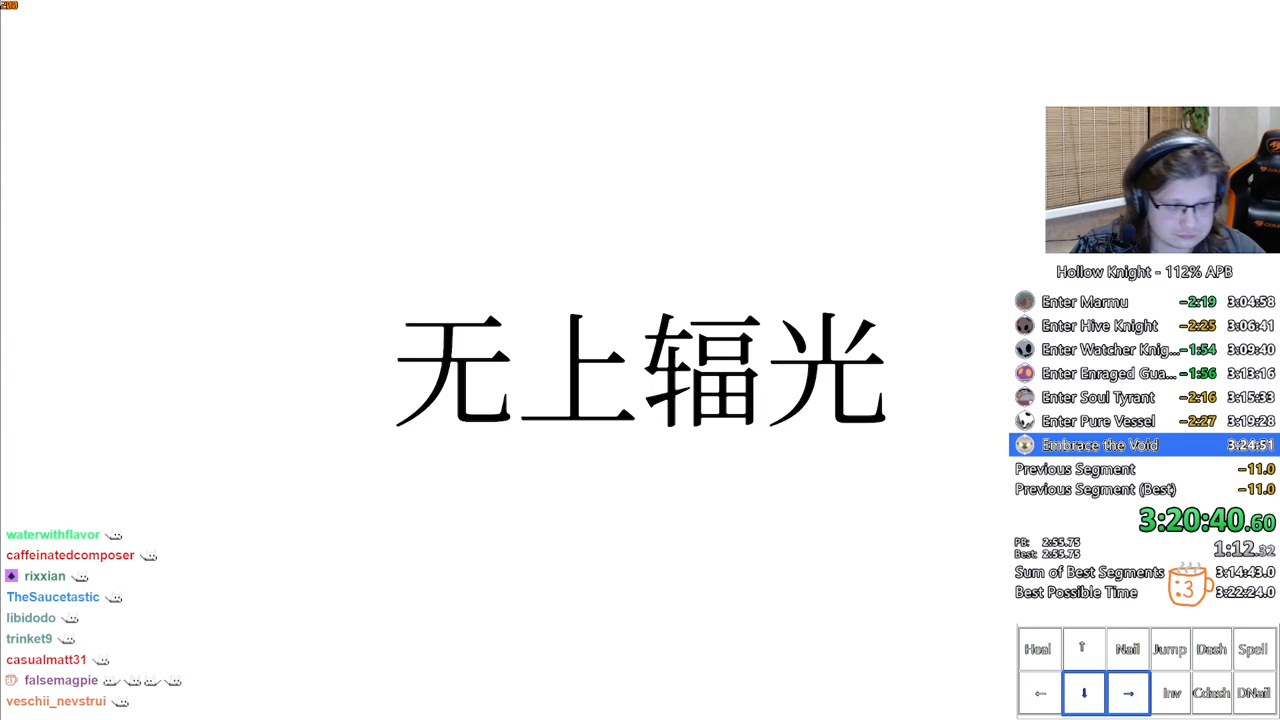 无上辐光
Hollow Knight - 112% APB
Enter Marmu -2:19 3:04:58
Enter Hive Knight -2:25 3:06:41
Enter Watcher Knig... -1:54 3:09:40
Enter Enraged Gua... -1:56 3:13:16
Enter Soul Tyrant -2:16 3:15:33
Enter Pure Vessel -2:27 3:19:28
Embrace the Void 3:24:51
Previous Segment -11.0
Previous Segment (Best) -11.0
3:20:40.60
PB: 2:55.75 1:12.32
Best: 2:55.75
Sum of Best Segments 3:14:43.0
Best Possible Time 3:22:24.0
waterwithflavor
caffeinatedcomposer
rixxian
TheSaucetastic
libidodo
trinket9
casualmatt31
falsemagpie
veschii_nevstrui
Heal ↑ Nail Jump Dash Spell
← ↓ → Inv Cdash DNail